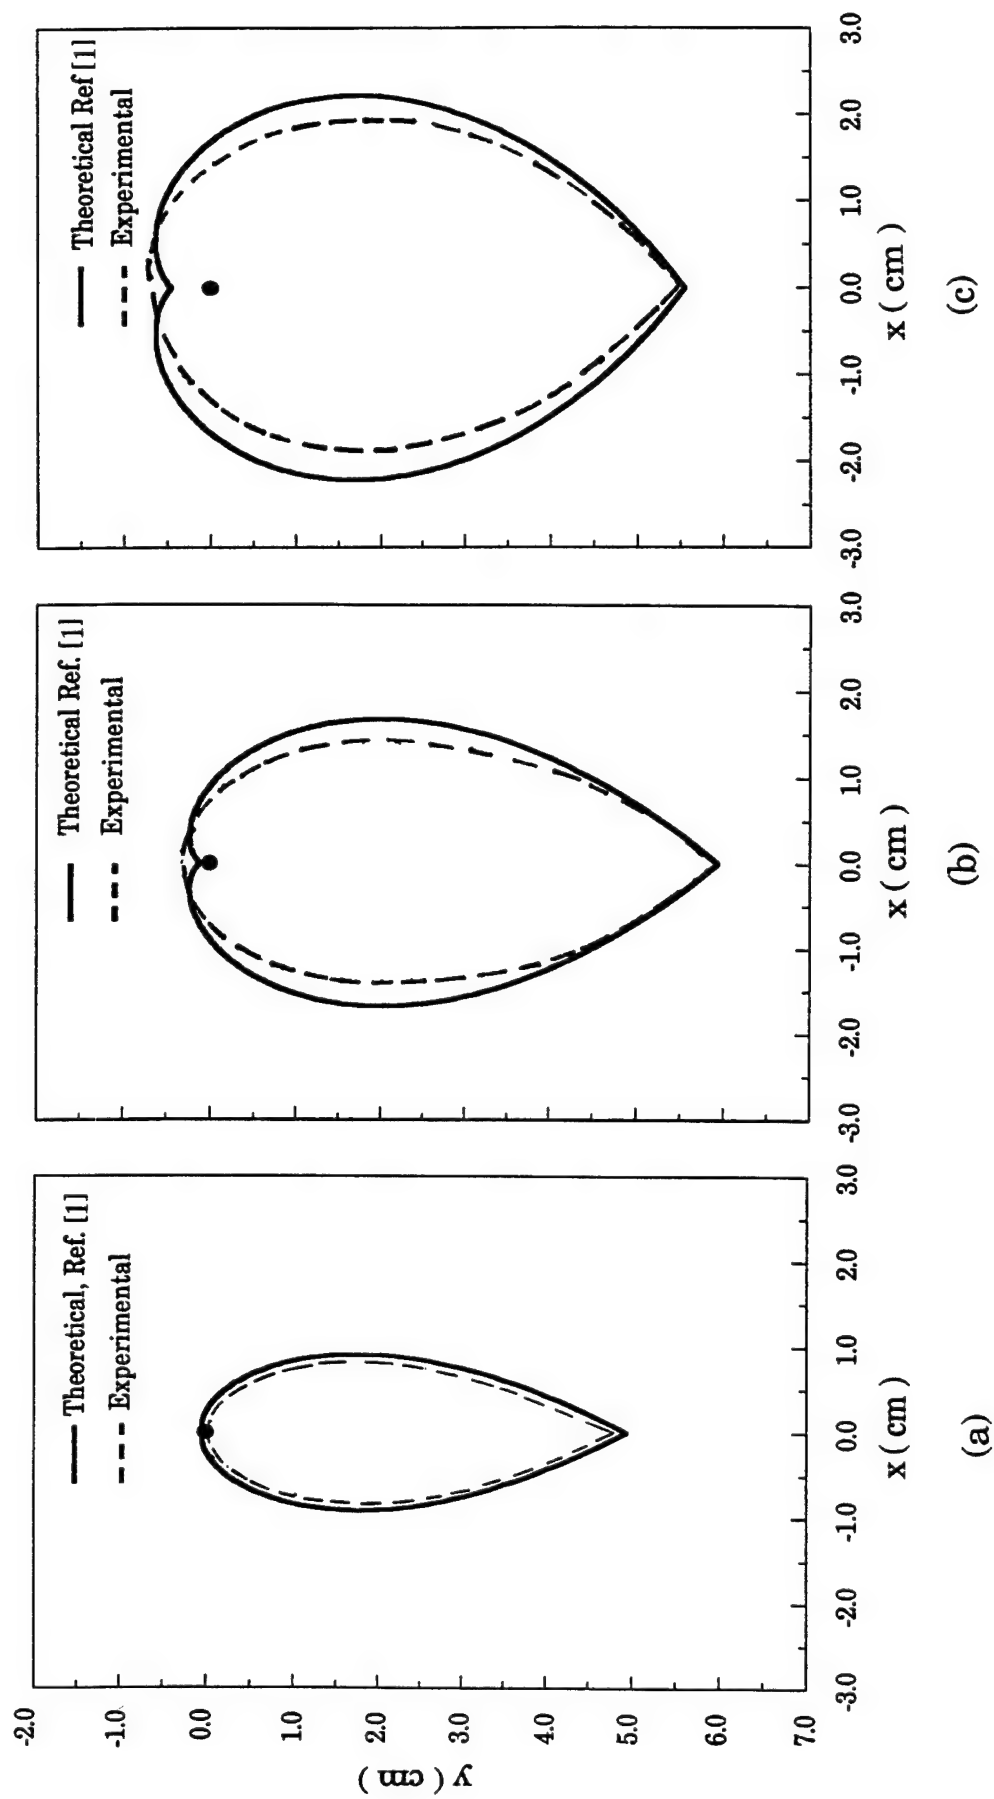 -2.0
-1.0
0.0
1.0
2.0
3.0
4.0
5.0
6.0
7.0
y ( cm )
Theoretical, Ref. [1]
Experimental
-3.0 -2.0 -1.0 0.0 1.0 2.0 3.0
x ( cm )
(a)
Theoretical Ref. [1]
Experimental
-3.0 -2.0 -1.0 0.0 1.0 2.0 3.0
x ( cm )
(b)
Theoretical Ref [1]
Experimental
-3.0 -2.0 -1.0 0.0 1.0 2.0 3.0
x ( cm )
(c)